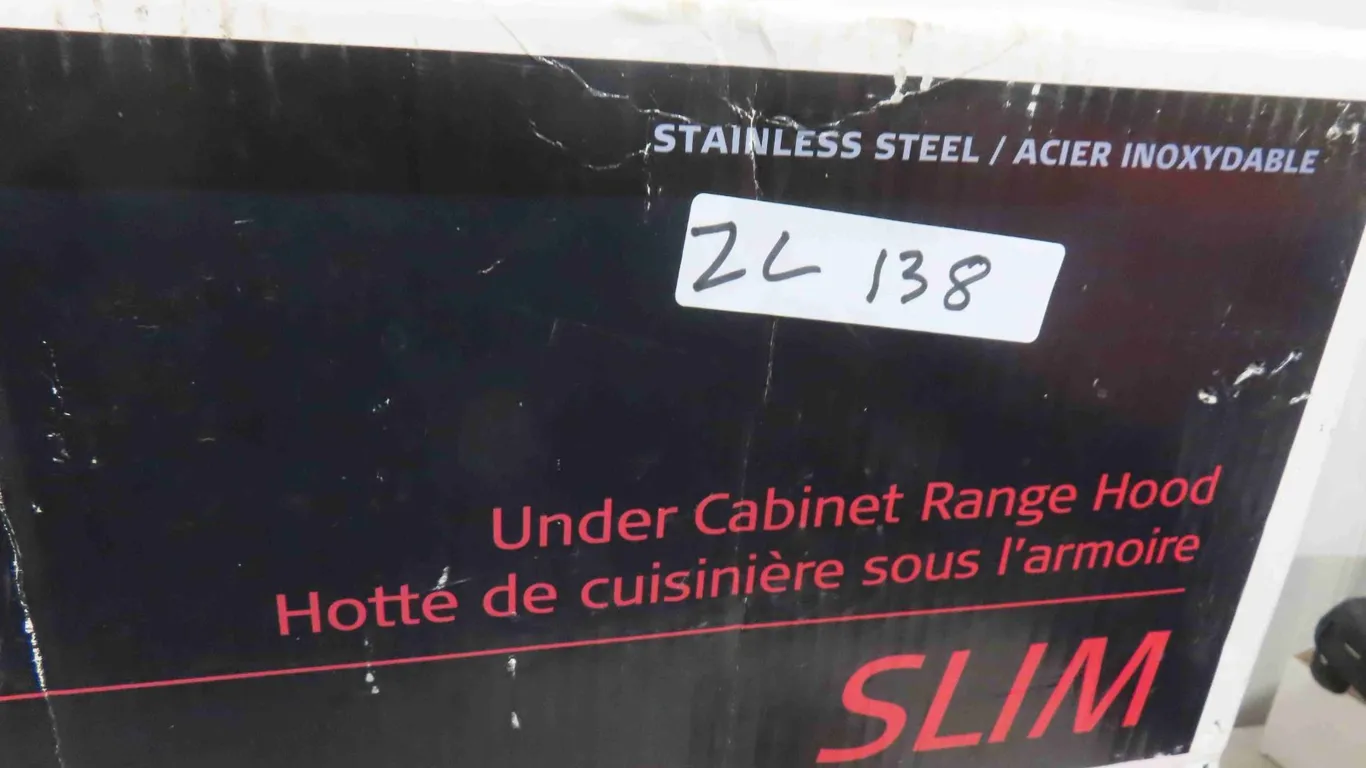 STAINLESS STEEL / ACIER INOXYDABLE
ZL 138
Under Cabinet Range Hood
Hotte de cuisinière sous l'armoire
SLIM